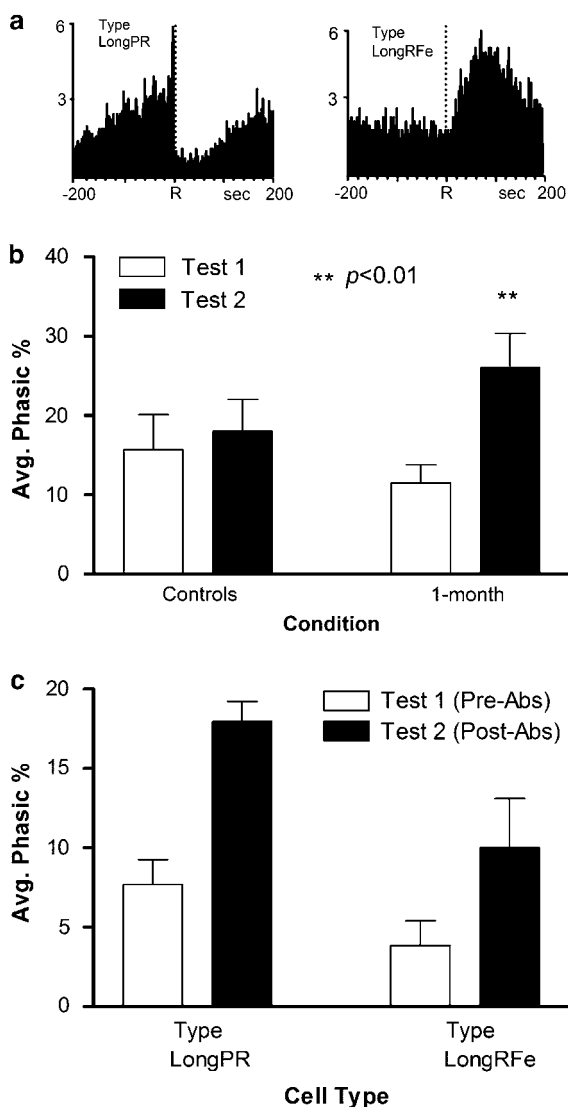 a
Type
LongPR
6
3
-200
R
sec
200
Type
LongRFe
6
3
-200
R
sec
200
b
Test 1
Test 2
** p<0.01
**
40
30
20
10
0
Avg. Phasic %
Controls
1-month
Condition
c
Test 1 (Pre-Abs)
Test 2 (Post-Abs)
20
15
10
5
0
Avg. Phasic %
Type
LongPR
Type
LongRFe
Cell Type